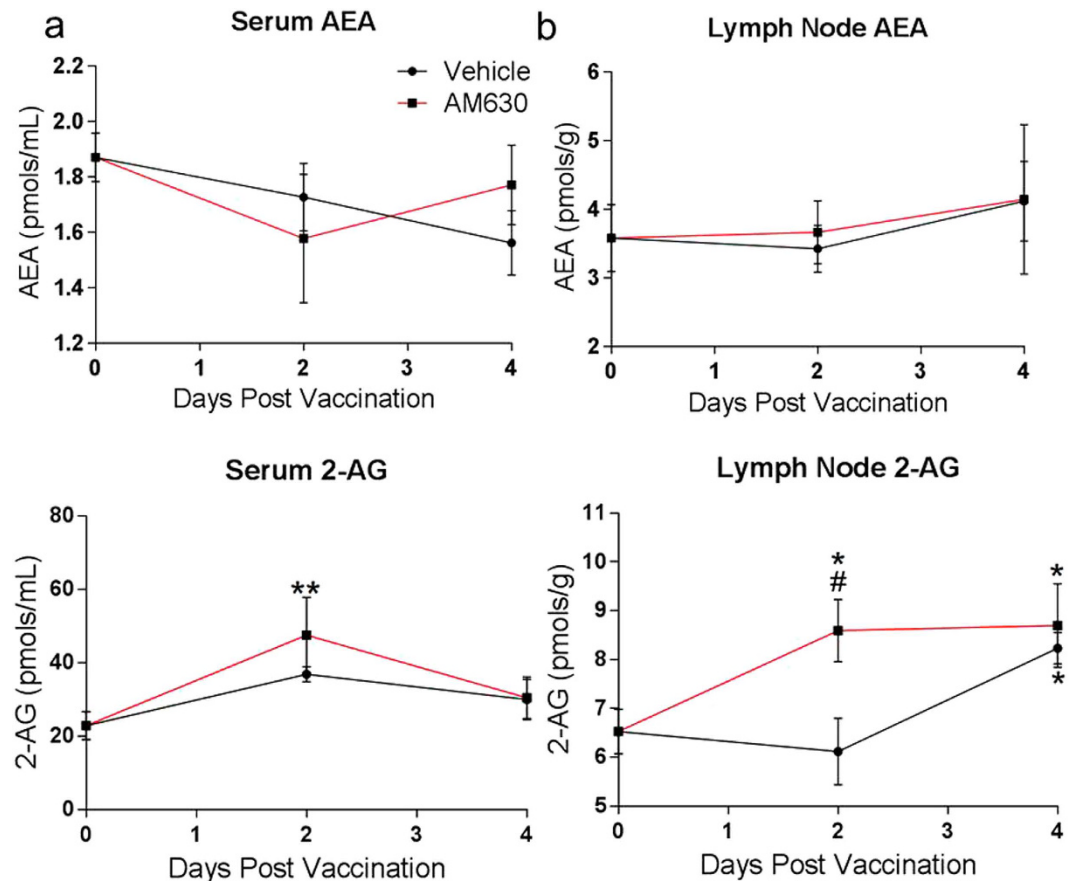 a
Serum AEA
AEA (pmols/mL)
2.2
2.0
1.8
1.6
1.4
1.2
Vehicle
AM630
0 1 2 3 4
Days Post Vaccination
b
Lymph Node AEA
AEA (pmols/g)
6
5
4
3
2
0 1 2 3 4
Days Post Vaccination
Serum 2-AG
2-AG (pmols/mL)
80
60
40
20
0
**
0 1 2 3 4
Days Post Vaccination
Lymph Node 2-AG
2-AG (pmols/g)
11
10
9
8
7
6
5
*
#
*
*
0 1 2 3 4
Days Post Vaccination